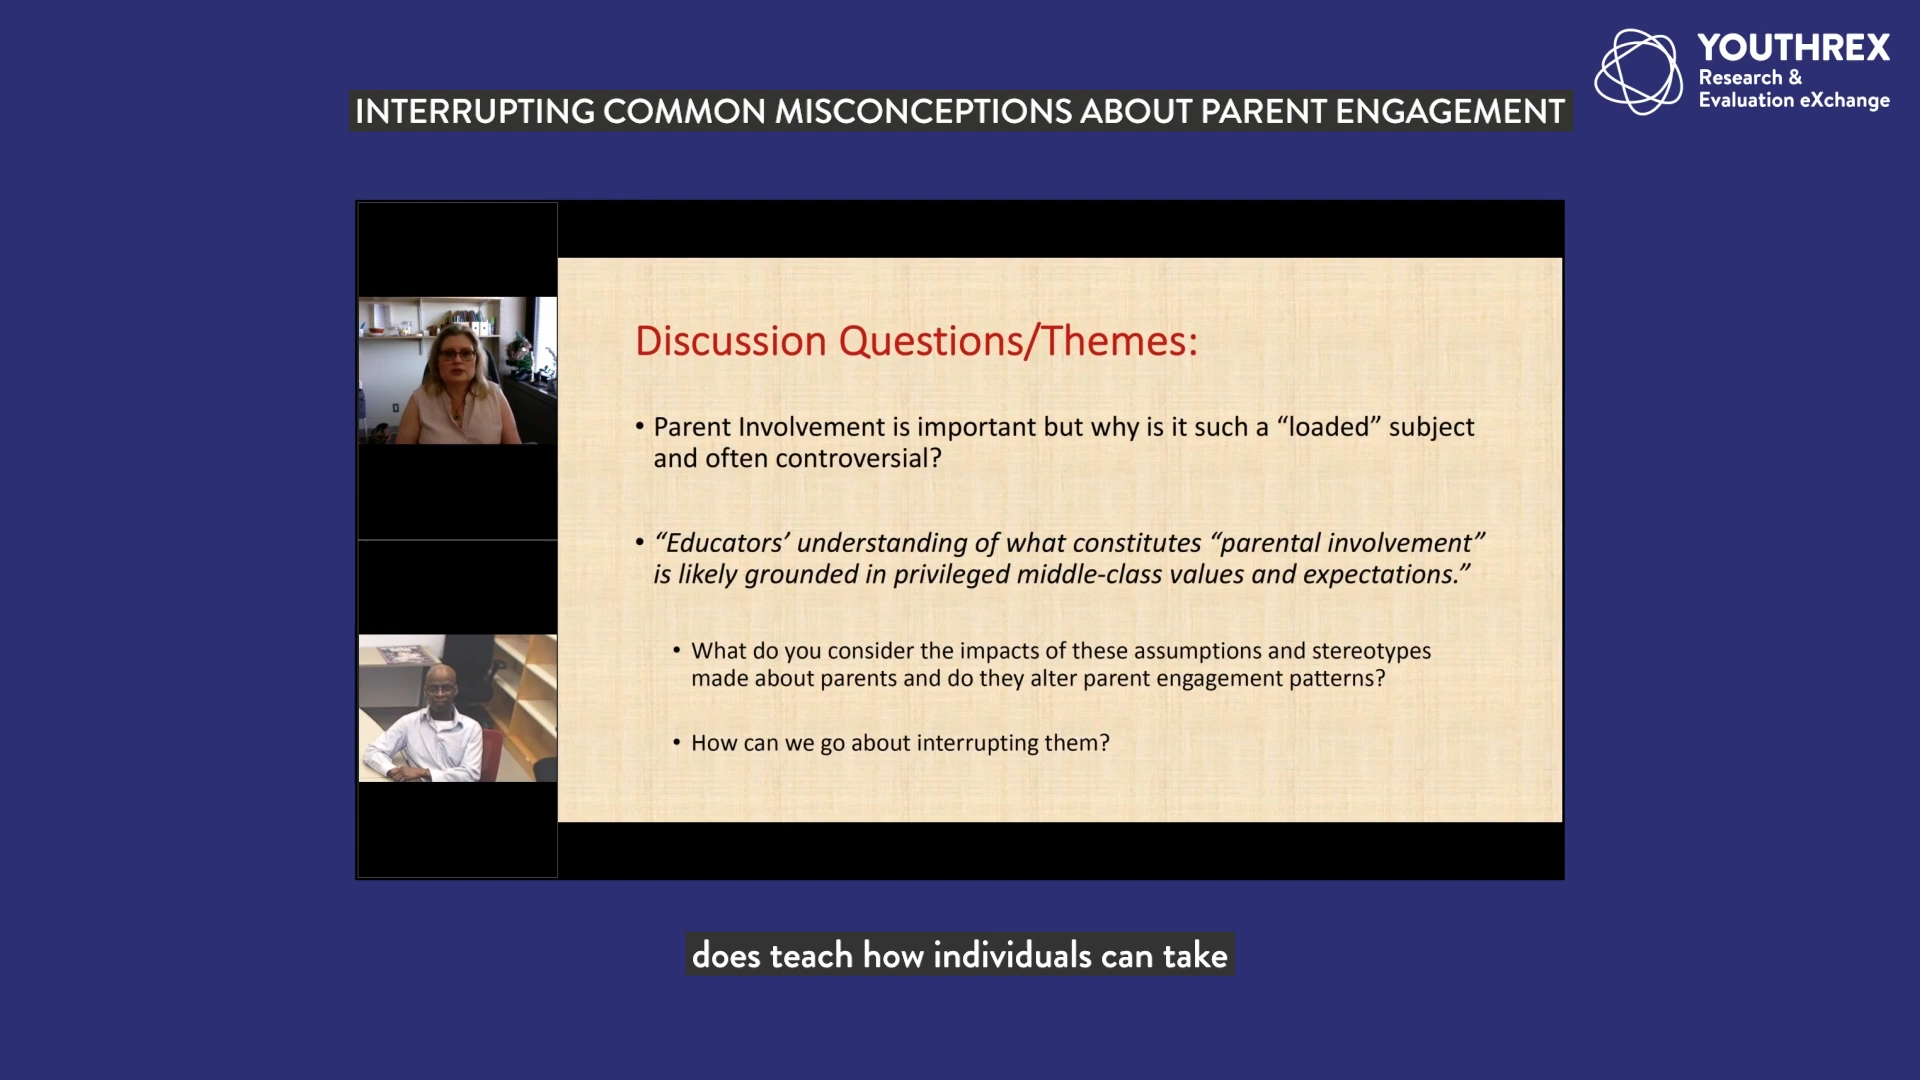 YOUTHREX
Research &
Evaluation eXchange
INTERRUPTING COMMON MISCONCEPTIONS ABOUT PARENT ENGAGEMENT
Discussion Questions/Themes:
• Parent Involvement is important but why is it such a “loaded” subject
and often controversial?
• “Educators’ understanding of what constitutes “parental involvement”
is likely grounded in privileged middle-class values and expectations.”
• What do you consider the impacts of these assumptions and stereotypes
made about parents and do they alter parent engagement patterns?
• How can we go about interrupting them?
does teach how individuals can take